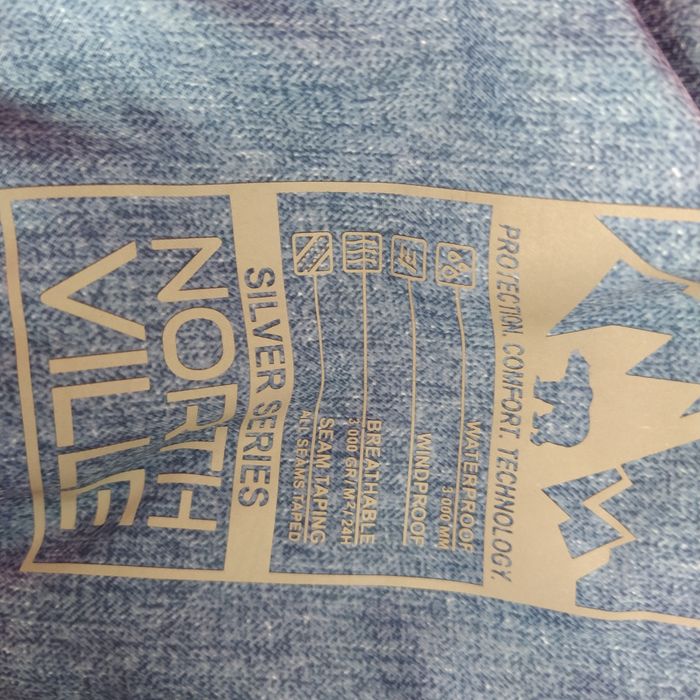 PROTECTION. COMFORT. TECHNOLOGY.
WATERPROOF
3 000 MM
WINDPROOF
BREATHABLE
3 000 GR/ M²/ 24H
SEAM TAPING
ALL SEAMS TAPED
SILVER SERIES
NORTH
VILLE